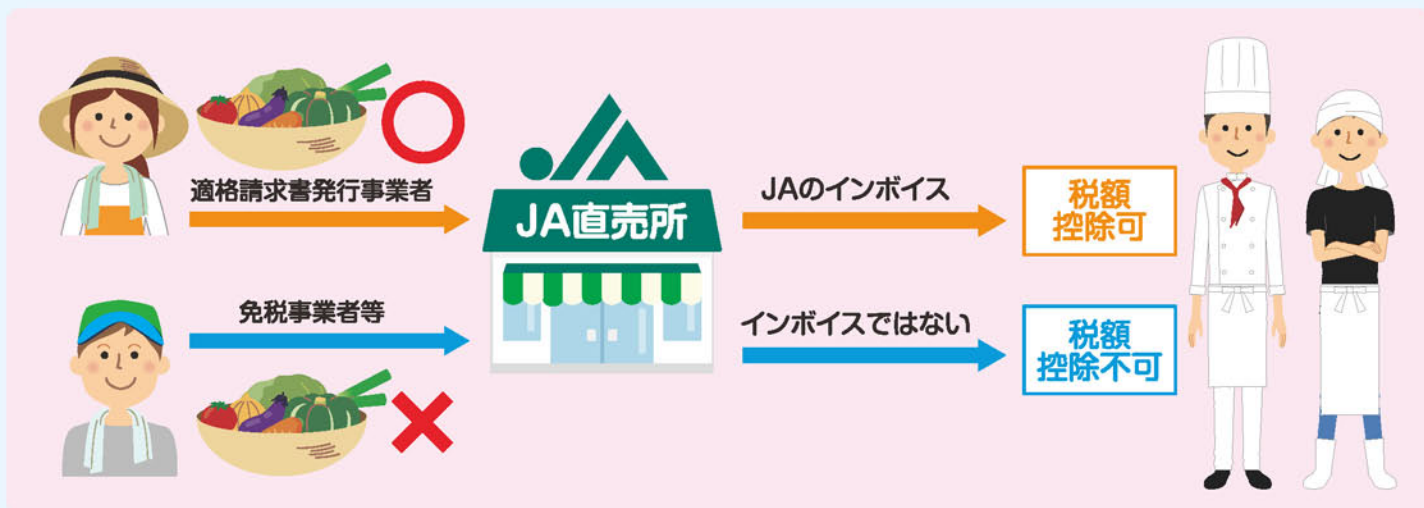 適格請求書発行事業者
JA直売所
JAのインボイス
税額
控除可
免税事業者等
インボイスではない
税額
控除不可